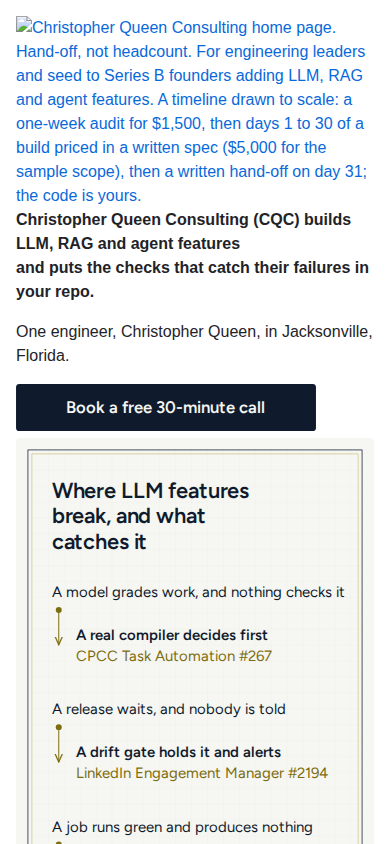 Christopher Queen Consulting home page.
Hand-off, not headcount. For engineering leaders
and seed to Series B founders adding LLM, RAG
and agent features. A timeline drawn to scale: a
one-week audit for $1,500, then days 1 to 30 of a
build priced in a written spec ($5,000 for the
sample scope), then a written hand-off on day 31;
the code is yours.
Christopher Queen Consulting (CQC) builds
LLM, RAG and agent features
and puts the checks that catch their failures in
your repo.
One engineer, Christopher Queen, in Jacksonville,
Florida.
Book a free 30-minute call
Where LLM features
break, and what
catches it
A model grades work, and nothing checks it
A real compiler decides first
CPCC Task Automation #267
A release waits, and nobody is told
A drift gate holds it and alerts
LinkedIn Engagement Manager #2194
A job runs green and produces nothing